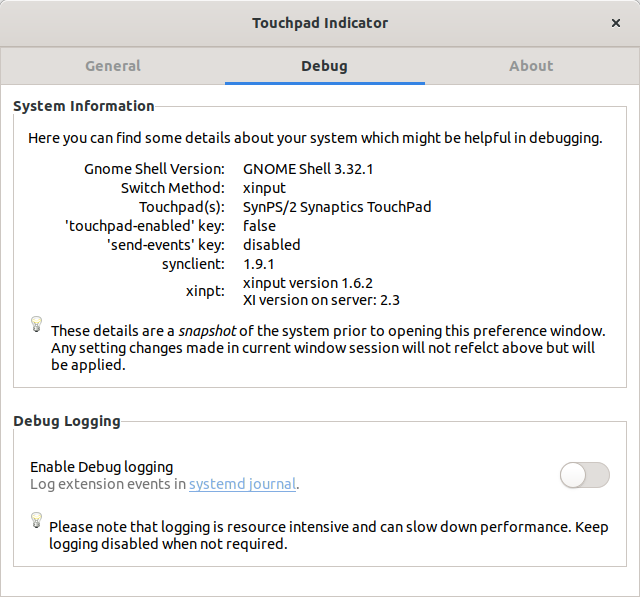 Touchpad Indicator
General
Debug
About
System Information
Here you can find some details about your system which might be helpful in debugging.
Gnome Shell Version: GNOME Shell 3.32.1
Switch Method: xinput
Touchpad(s): SynPS/2 Synaptics TouchPad
'touchpad-enabled' key: false
'send-events' key: disabled
synclient: 1.9.1
xinpt: xinput version 1.6.2
XI version on server: 2.3
These details are a snapshot of the system prior to opening this preference window.
Any setting changes made in current window session will not refelct above but will
be applied.
Debug Logging
Enable Debug logging
Log extension events in systemd journal.
Please note that logging is resource intensive and can slow down performance. Keep
logging disabled when not required.